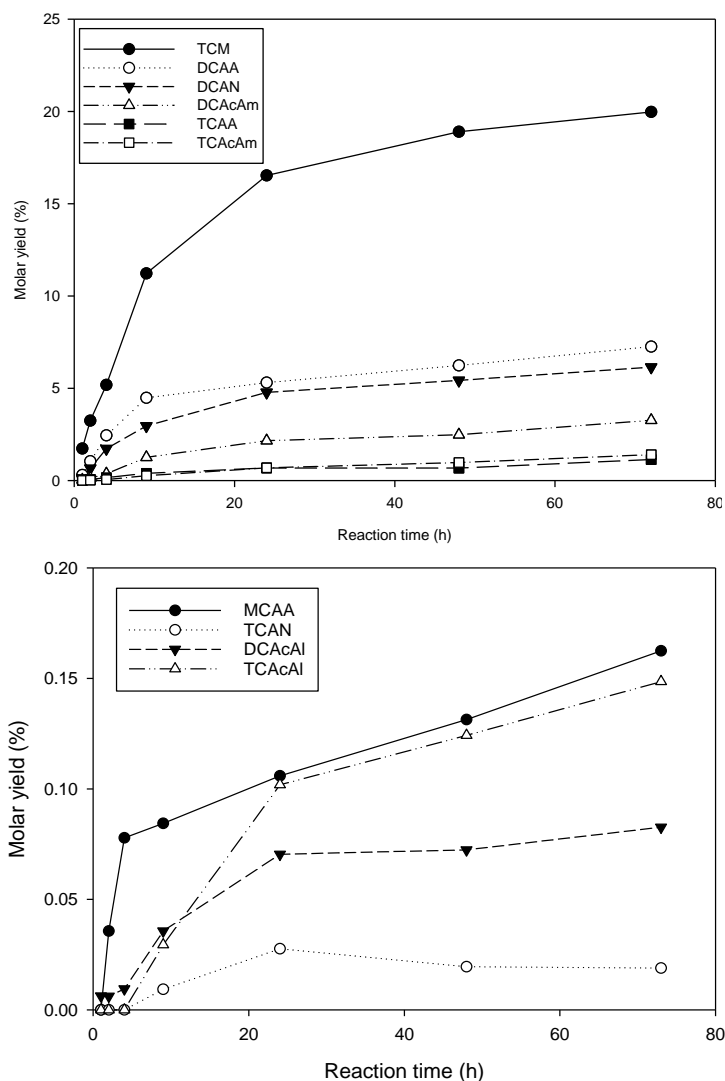 25
20
15
10
5
0
Molar yield (%)
TCM
DCAA
DCAN
DCAcAm
TCAA
TCAcAm
0 20 40 60 80
Reaction time (h)
0.20
0.15
0.10
0.05
0.00
Molar yield (%)
MCAA
TCAN
DCAcAl
TCAcAl
0 20 40 60 80
Reaction time (h)